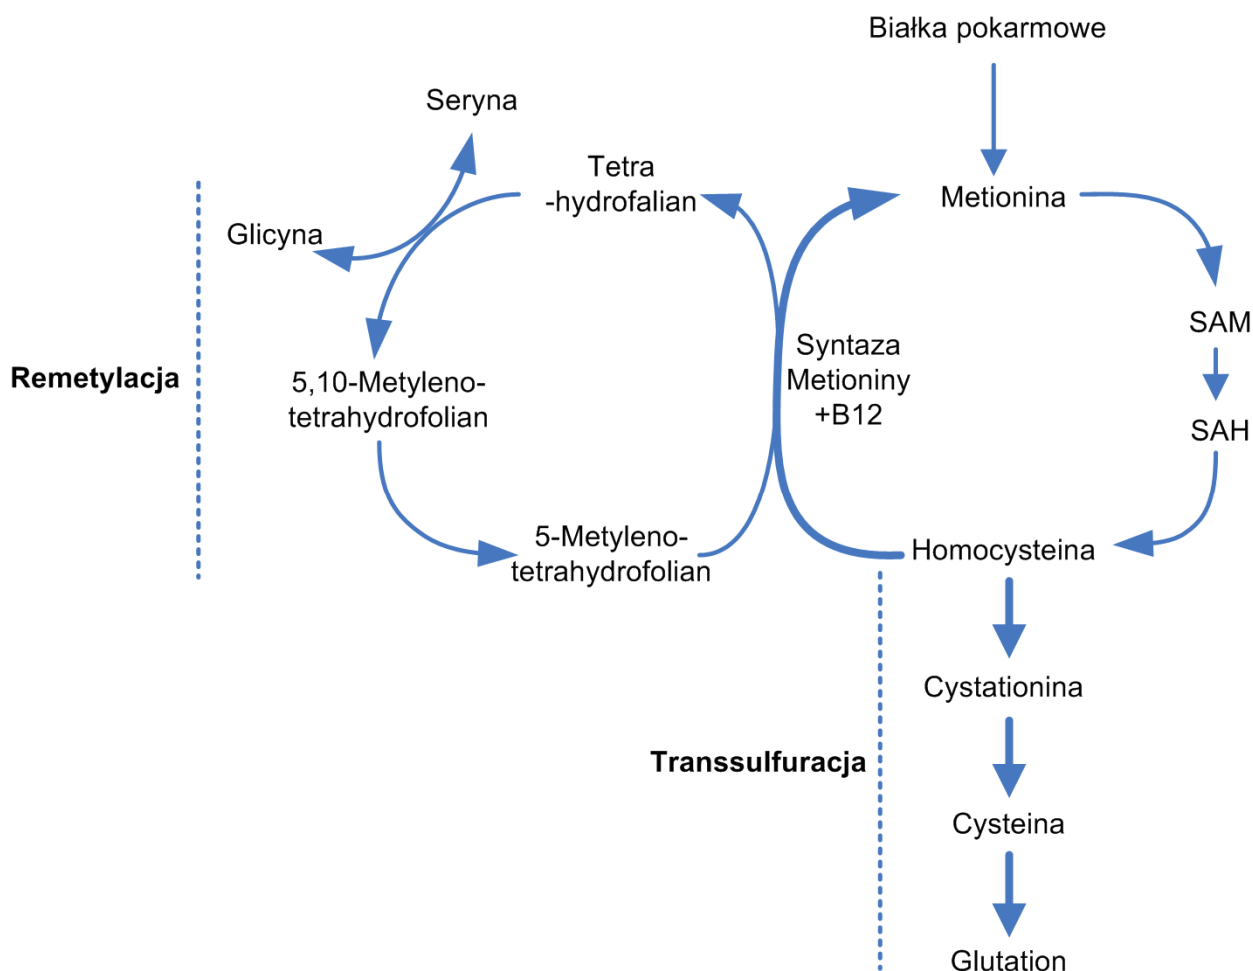 Białka pokarmowe
Seryna
Tetra
-hydrofalian
Metionina
Glicyna
SAM
Remetylacja
5,10-Metyleno-
tetrahydrofolian
Syntaza
Metioniny
+B12
SAH
5-Metyleno-
tetrahydrofolian
Homocysteina
Cystationina
Transsulfuracja
Cysteina
Glutation